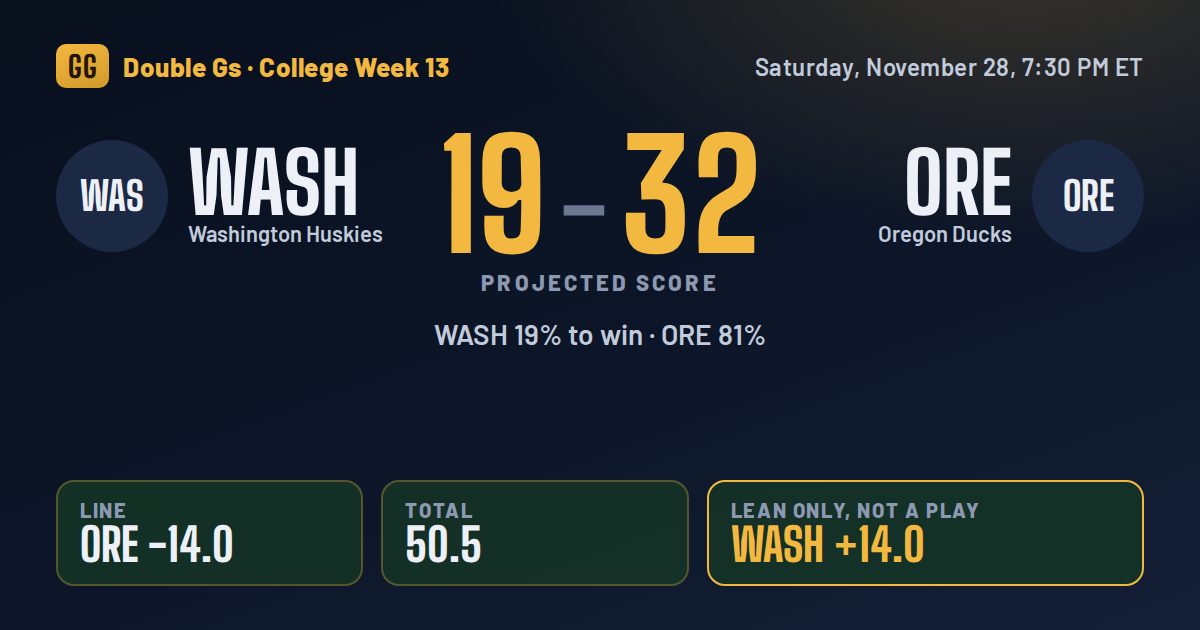 GG Double Gs · College Week 13
Saturday, November 28, 7:30 PM ET
WAS
WASH
Washington Huskies
19 – 32
PROJECTED SCORE
WASH 19% to win · ORE 81%
ORE
Oregon Ducks
ORE
LINE
ORE −14.0
TOTAL
50.5
LEAN ONLY, NOT A PLAY
WASH +14.0